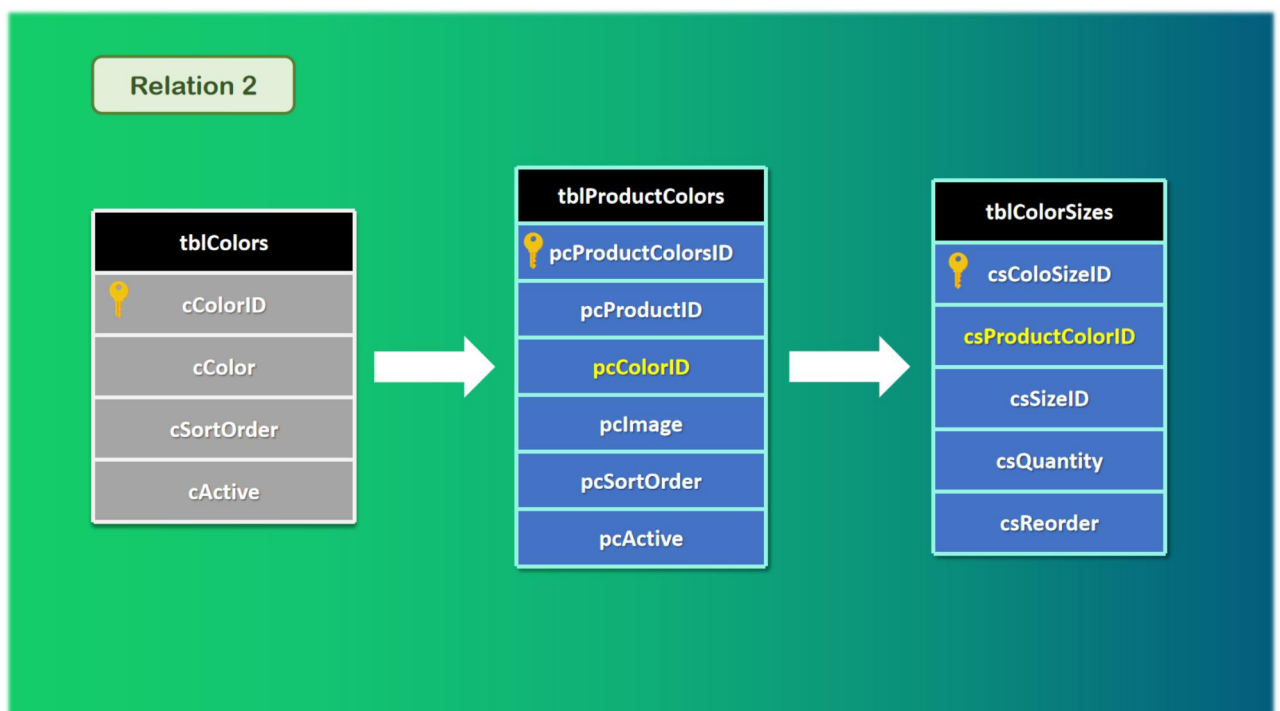 Relation 2
tblColors
cColorID
cColor
cSortOrder
cActive
tblProductColors
pcProductColorsID
pcProductID
pcColorID
pcImage
pcSortOrder
pcActive
tblColorSizes
csColoSizeID
csProductColorID
csSizeID
csQuantity
csReorder